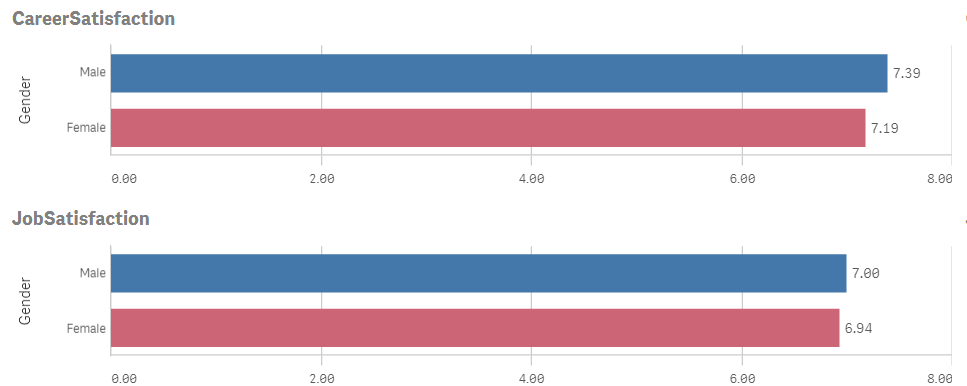 CareerSatisfaction
Gender
Male
7.39
Female
7.19
0.00 2.00 4.00 6.00 8.00
JobSatisfaction
Gender
Male
7.00
Female
6.94
0.00 2.00 4.00 6.00 8.00